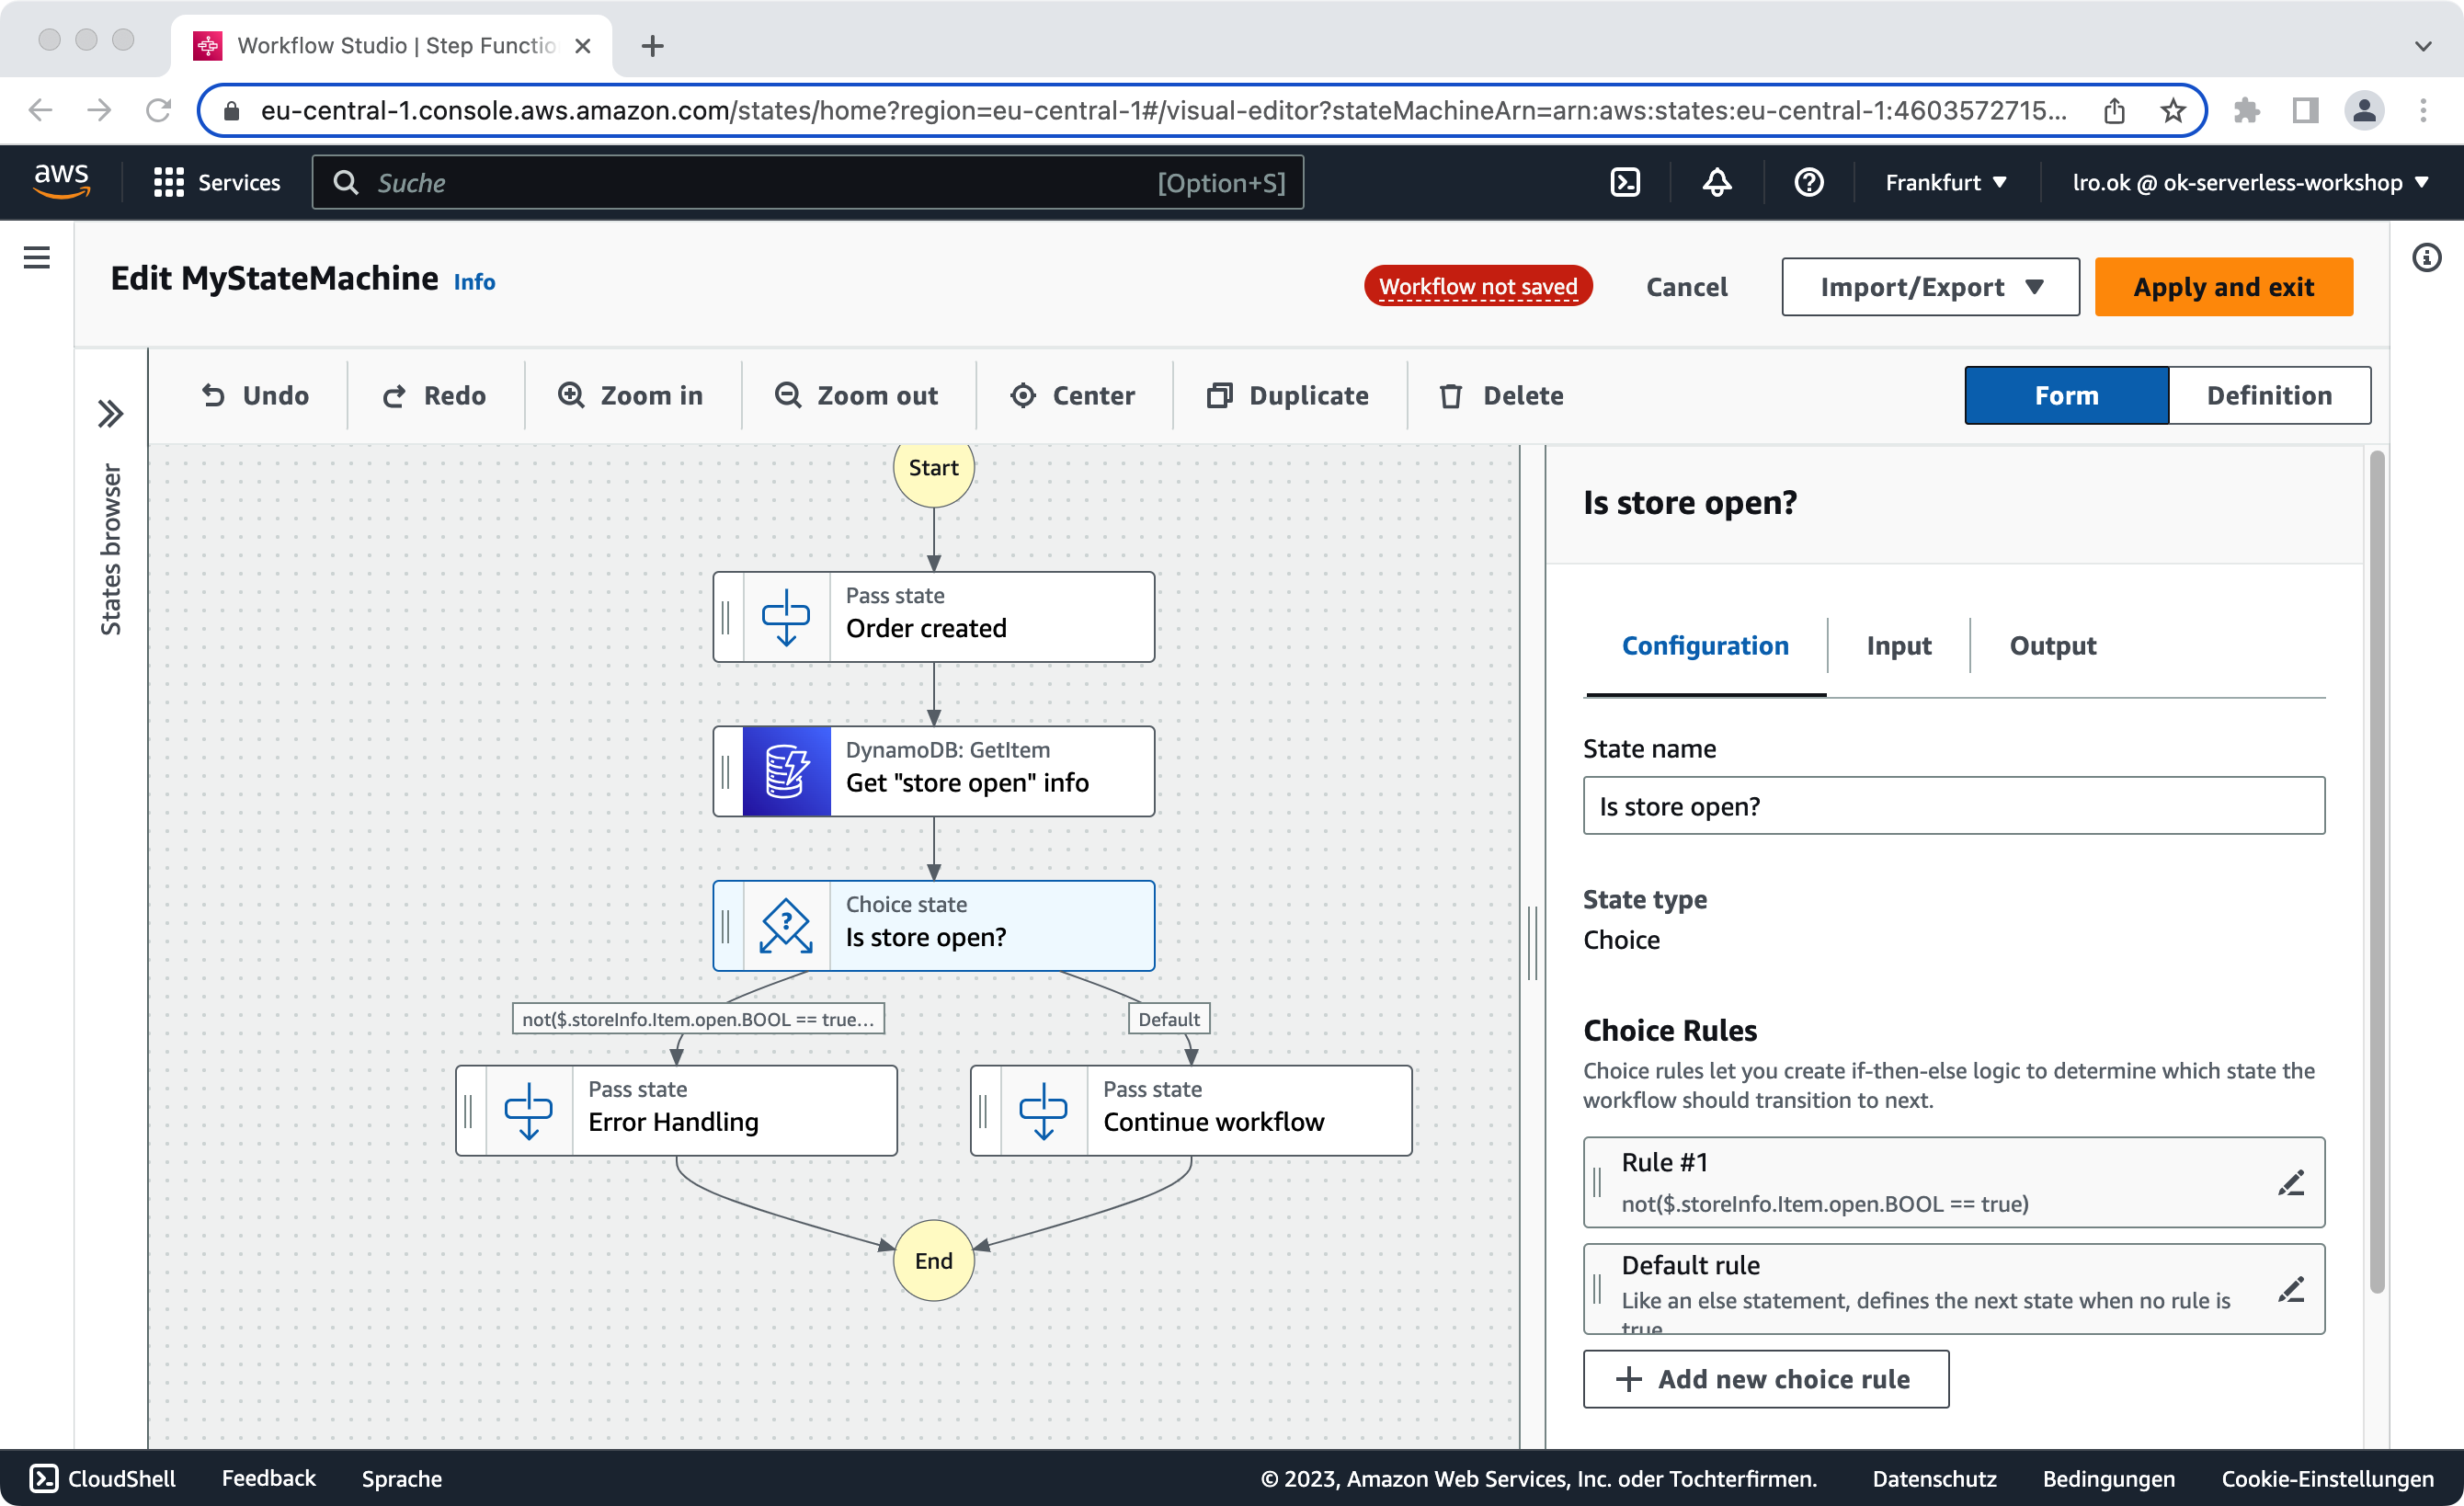 Workflow Studio | Step Functio
eu-central-1.console.aws.amazon.com/states/home?region=eu-central-1#/visual-editor?stateMachineArn=arn:aws:states:eu-central-1:4603572715...
aws
Services
Suche
[Option+S]
Frankfurt
lro.ok @ ok-serverless-workshop
Edit MyStateMachine
Info
Workflow not saved
Cancel
Import/Export
Apply and exit
Undo
Redo
Zoom in
Zoom out
Center
Duplicate
Delete
Form
Definition
States browser
Start
Pass state
Order created
DynamoDB: GetItem
Get "store open" info
Choice state
Is store open?
not($.storeInfo.Item.open.BOOL == true...
Default
Pass state
Error Handling
Pass state
Continue workflow
End
Is store open?
Configuration
Input
Output
State name
Is store open?
State type
Choice
Choice Rules
Choice rules let you create if-then-else logic to determine which state the
workflow should transition to next.
Rule #1
not($.storeInfo.Item.open.BOOL == true)
Default rule
Like an else statement, defines the next state when no rule is
true
Add new choice rule
CloudShell
Feedback
Sprache
© 2023, Amazon Web Services, Inc. oder Tochterfirmen.
Datenschutz
Bedingungen
Cookie-Einstellungen